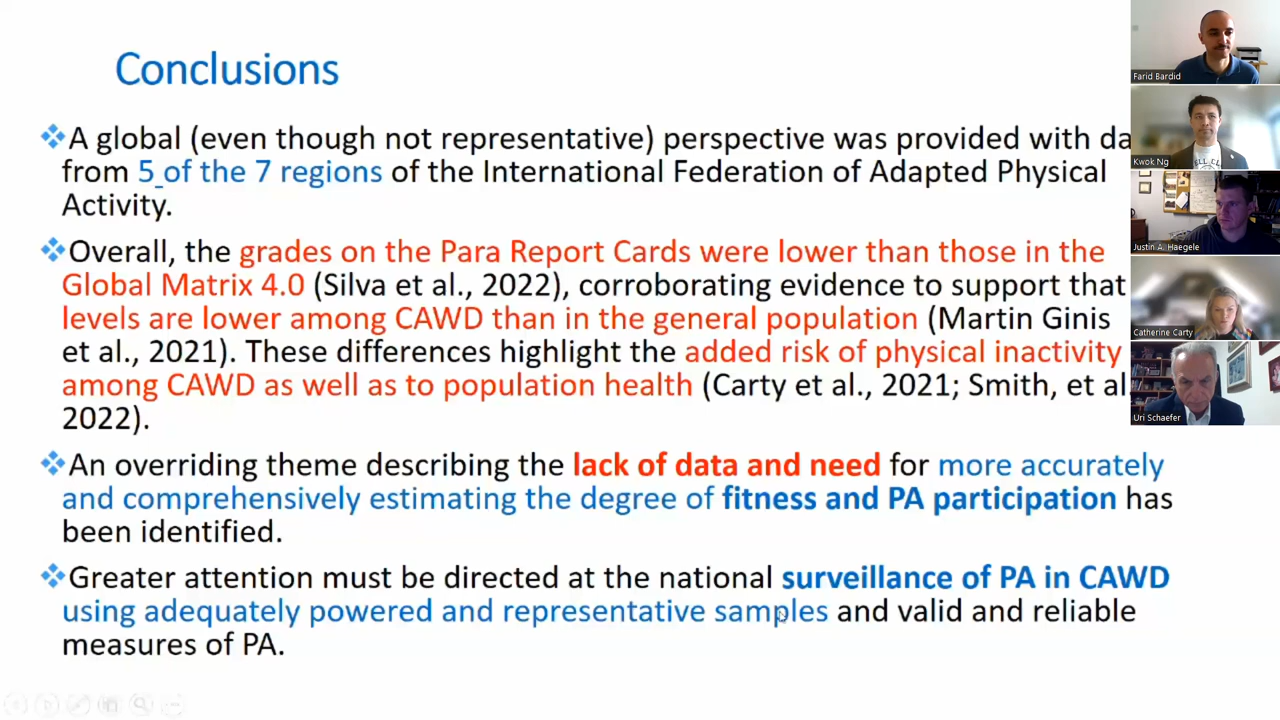 Conclusions
❖A global (even though not representative) perspective was provided with da
from 5 of the 7 regions of the International Federation of Adapted Physical
Activity.
❖Overall, the grades on the Para Report Cards were lower than those in the
Global Matrix 4.0 (Silva et al., 2022), corroborating evidence to support that
levels are lower among CAWD than in the general population (Martin Ginis
et al., 2021). These differences highlight the added risk of physical inactivity
among CAWD as well as to population health (Carty et al., 2021; Smith, et al
2022).
❖An overriding theme describing the lack of data and need for more accurately
and comprehensively estimating the degree of fitness and PA participation has
been identified.
❖Greater attention must be directed at the national surveillance of PA in CAWD
using adequately powered and representative samples and valid and reliable
measures of PA.
Farid Bardid
Kwok Ng
Justin A. Haegele
Catherine Carty
Uri Schaefer